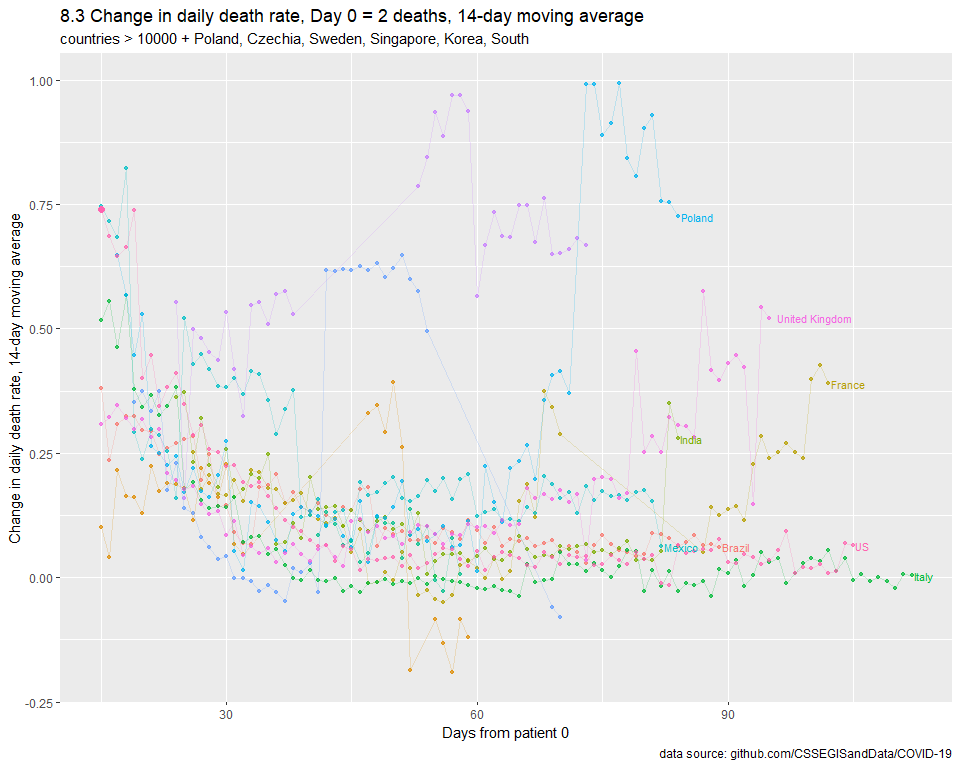 8.3 Change in daily death rate, Day 0 = 2 deaths, 14-day moving average
countries > 10000 + Poland, Czechia, Sweden, Singapore, Korea, South
Change in daily death rate, 14-day moving average
1.00
0.75
0.50
0.25
0.00
-0.25
Poland
United Kingdom
France
India
Mexico
Brazil
US
Italy
30
60
90
Days from patient 0
data source: github.com/CSSEGISandData/COVID-19